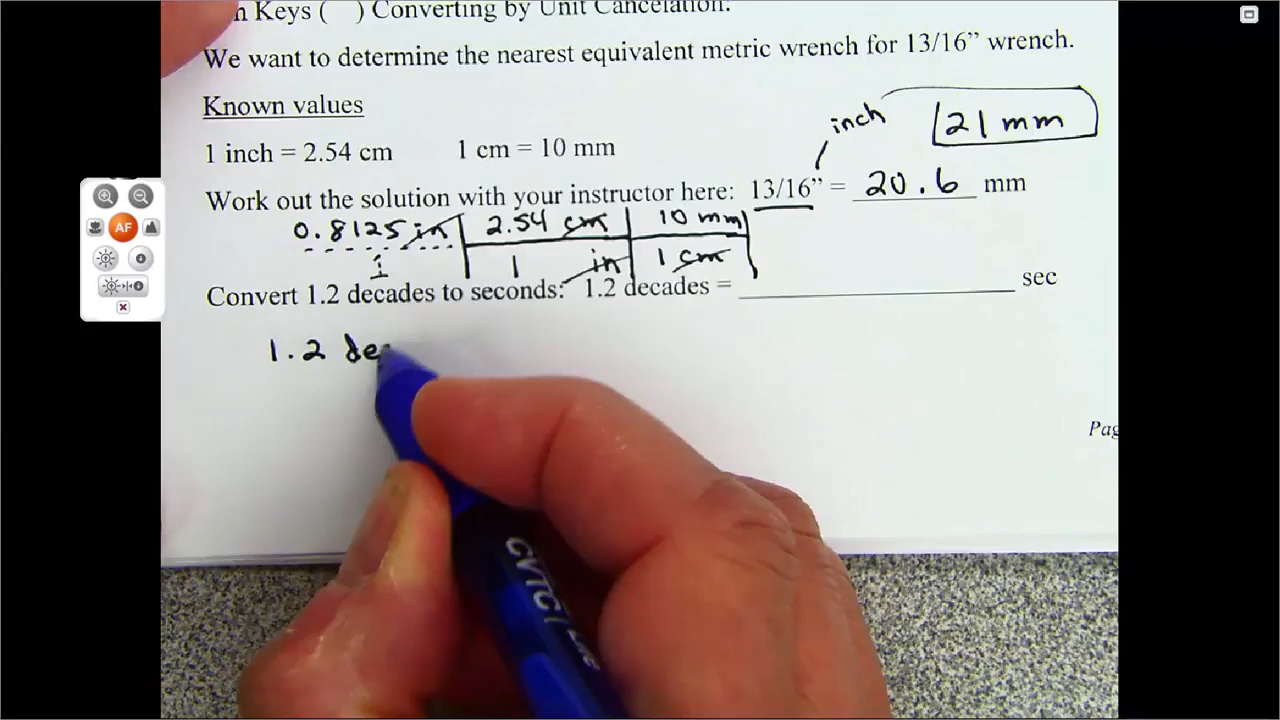 Keys ( ) Converting by Unit Cancelation:
We want to determine the nearest equivalent metric wrench for 13/16” wrench.
Known values
inch
21 mm
1 inch = 2.54 cm 1 cm = 10 mm
Work out the solution with your instructor here: 13/16” = 20.6 mm
0.8125 in 2.54 cm 10 mm
1 1 in 1 cm
Convert 1.2 decades to seconds: 1.2 decades = sec
1.2 dec
Pag
CVTC
AF